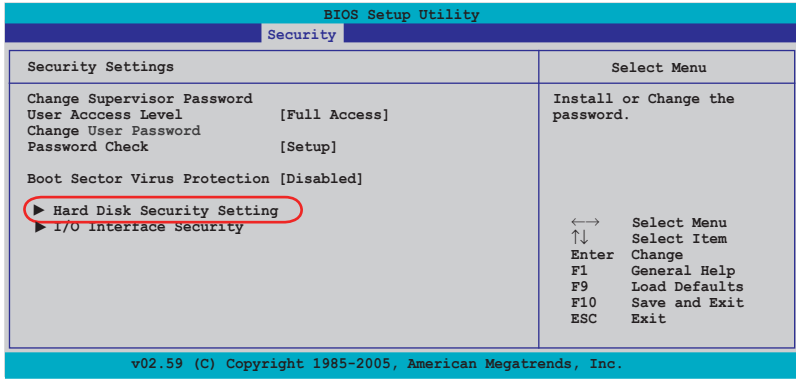 BIOS Setup Utility
Security
Security Settings
Change Supervisor Password
User Acccess Level [Full Access]
Change User Password
Password Check [Setup]
Boot Sector Virus Protection [Disabled]
▶ Hard Disk Security Setting
▶ I/O Interface Security
Select Menu
Install or Change the
password.
←→ Select Menu
↑↓ Select Item
Enter Change
F1 General Help
F9 Load Defaults
F10 Save and Exit
ESC Exit
v02.59 (C) Copyright 1985-2005, American Megatrends, Inc.